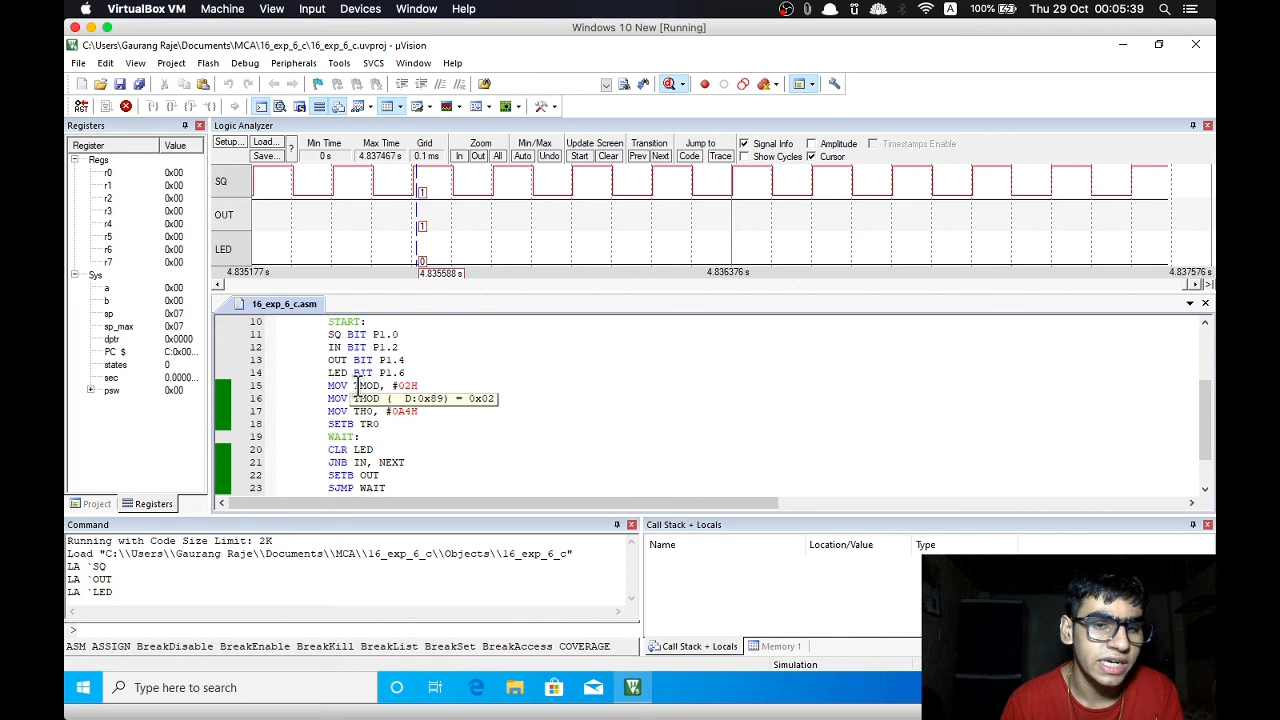 VirtualBox VM Machine View Input Devices Window Help A 100% Thu 29 Oct 00:05:39
Windows 10 New [Running]
C:\Users\Gaurang Raje\Documents\MCA\16_exp_6_c\16_exp_6_c.uvproj - µVision
File Edit View Project Flash Debug Peripherals Tools SVCS Window Help
Registers
Register Value
Regs
r0 0x00
r1 0x00
r2 0x00
r3 0x00
r4 0x00
r5 0x00
r6 0x00
r7 0x00
Sys
a 0x00
b 0x00
sp 0x07
sp_max 0x07
dptr 0x0000
PC $ C:0x00...
states 0
sec 0.0000...
psw 0x00
Project Registers
Logic Analyzer
Setup... Load... Save... ?
Min Time Max Time Grid Zoom Min/Max Update Screen Transition Jump to Signal Info Amplitude Timestamps Enable
0 s 4.837467 s 0.1 ms In Out All Auto Undo Start Clear Prev Next Code Trace Show Cycles Cursor
SQ 1
OUT 1
LED 0
4.835177 s 4.835588 s 4.836376 s 4.837576 s
16_exp_6_c.asm
10 START:
11 SQ BIT P1.0
12 IN BIT P1.2
13 OUT BIT P1.4
14 LED BIT P1.6
15 MOV TMOD, #02H
16 MOV TMOD ( D:0x89) = 0x02
17 MOV TH0, #0A4H
18 SETB TR0
19 WAIT:
20 CLR LED
21 JNB IN, NEXT
22 SETB OUT
23 SJMP WAIT
Command
Running with Code Size Limit: 2K
Load "C:\\Users\\Gaurang Raje\\Documents\\MCA\\16_exp_6_c\\Objects\\16_exp_6_c"
LA `SQ
LA `OUT
LA `LED
>
ASM ASSIGN BreakDisable BreakEnable BreakKill BreakList BreakSet BreakAccess COVERAGE
Call Stack + Locals
Name Location/Value Type
Call Stack + Locals Memory 1
Simulation
Type here to search